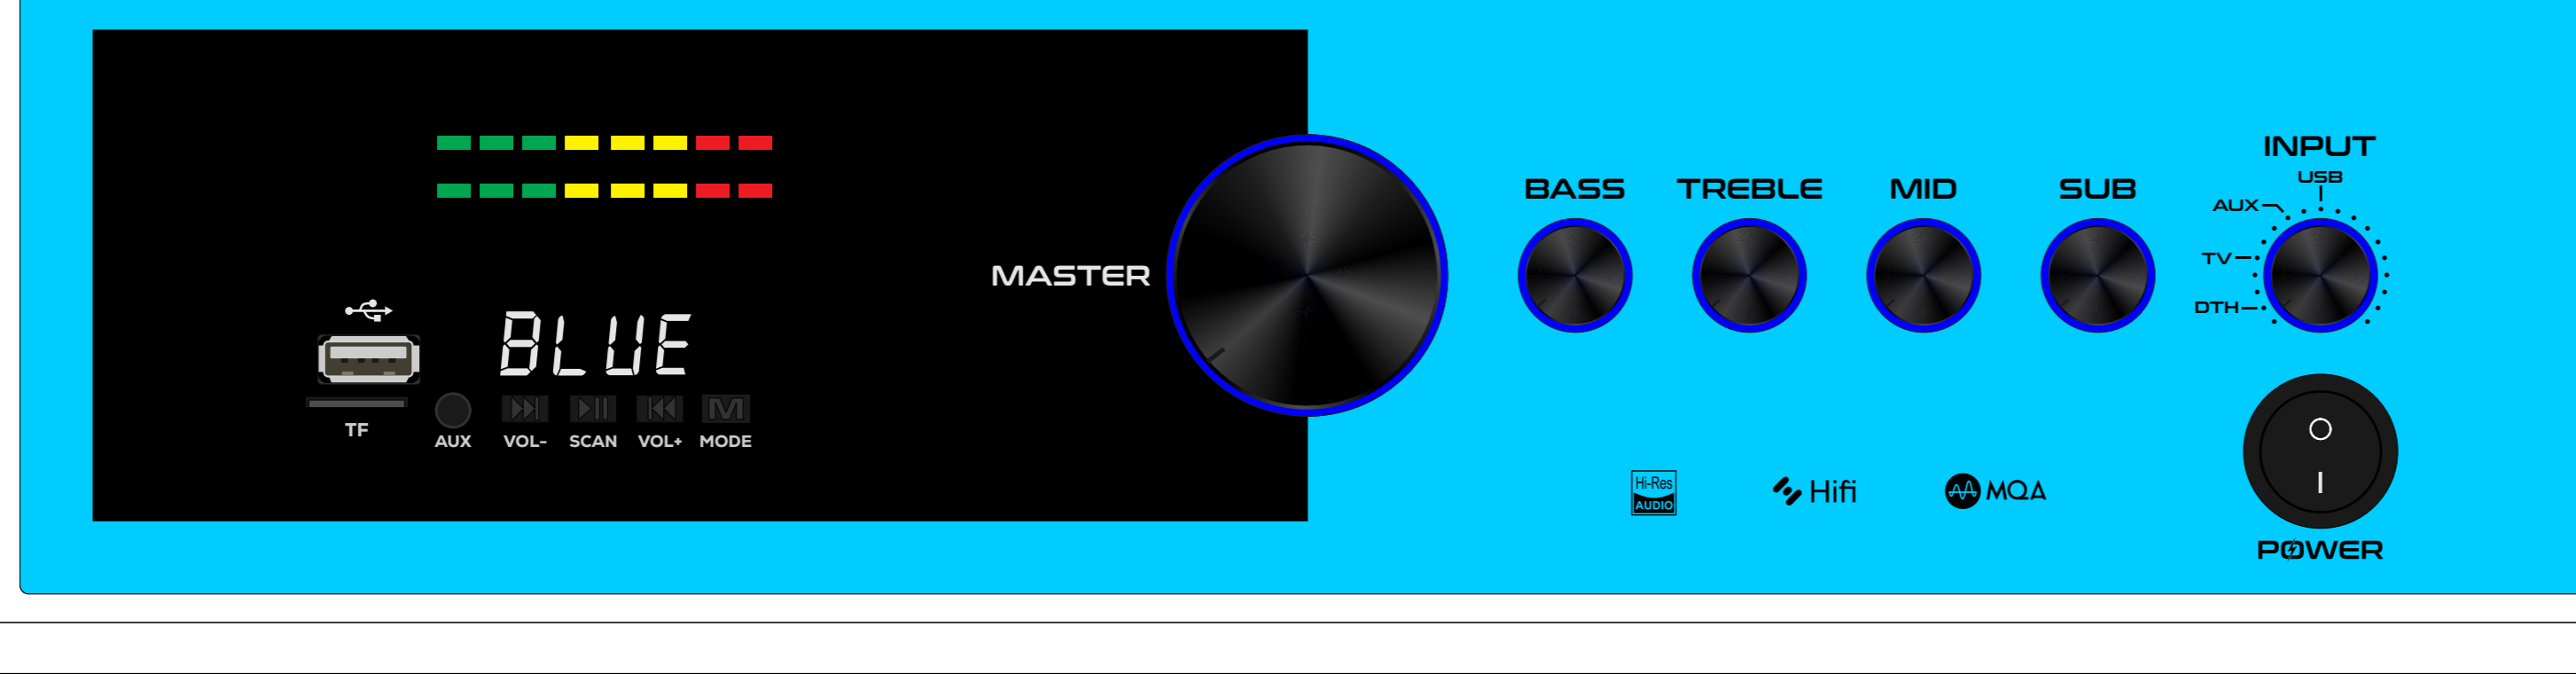 BLUE
TF
AUX
VOL-
SCAN
VOL+
M
MODE
MASTER
BASS
TREBLE
MID
SUB
INPUT
USB
AUX
TV
DTH
Hi-Res
AUDIO
Hifi
MQA
POWER